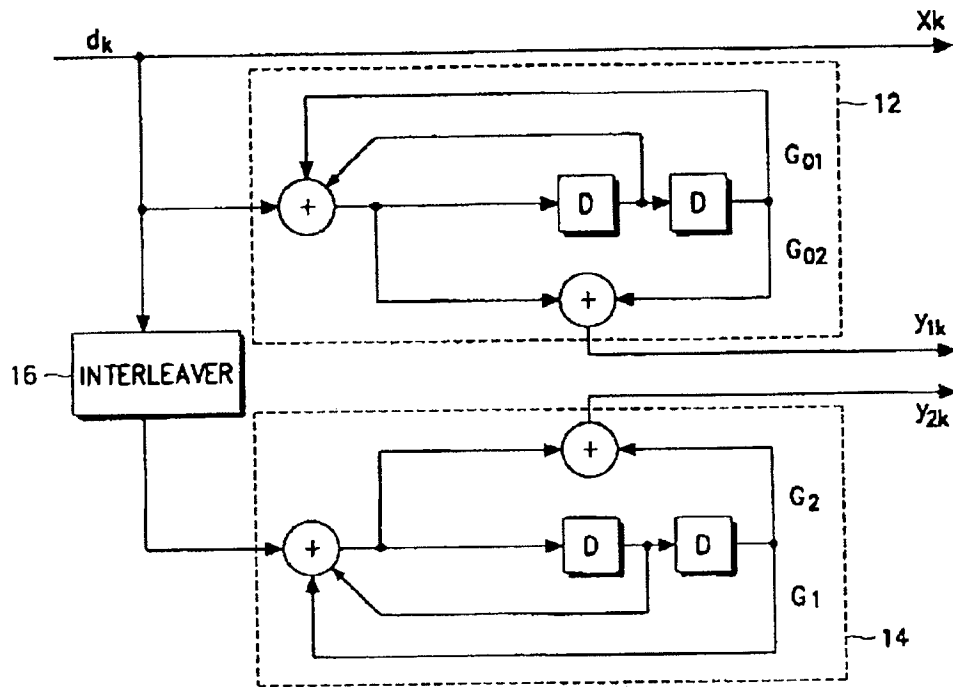 dk
Xk
12
+
G01
D
D
G02
+
y1k
16
INTERLEAVER
y2k
+
G2
+
D
D
G1
14